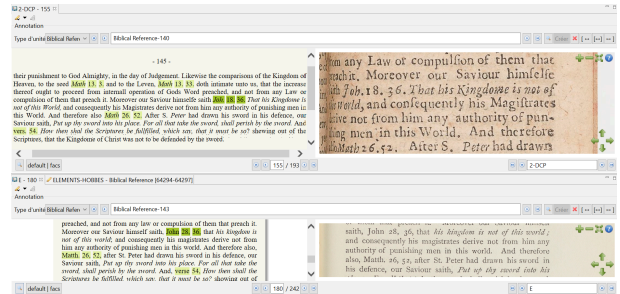 2-DCP - 155
Annotation
Type d'unité Biblical Refen Biblical Reference-140
- 145 -
their punishment to God Almighty, in the day of Judgement. Likewise the comparisons of the Kingdom of
Heaven, to the seed Math 13. 3, and to the Leven, Math 13. 33. doth intimate unto us, that the increase
thereof ought to proceed from internall operation of Gods Word preached, and not from any Law or
compulsion of them that preach it. Moreover our Saviour himselfe saith Joh 18. 36. That his Kingdome is
not of this World, and consequently his Magistrates derive not from him any authority of punishing men in
this World. And therefore also Math 26. 52. After S. Peter had drawn his sword in his defence, our
Saviour saith, Put up thy sword into his place. For all that take the sword, shall perish by the sword. And
vers. 54. How then shal the Scriptures be fullfilled, which say, that it must be so? shewing out of the
Scriptures, that the Kingdome of Christ was not to be defended by the sword.
any Law or compulsion of them that
preach it. Moreover our Saviour himselfe
Joh. 18. 36. That his Kingdome is not of
world, and consequently his Magistrates
derive not from him any authority of pun-
men in this World. And therefore
Math 26. 52. After S. Peter had drawn
default | facs 155 / 193 2-DCP
E - 180 ELEMENTS-HOBBES - Biblical Reference [64294-64297]
Annotation
Type d'unité Biblical Refen Biblical Reference-143
preached, and not from any law or compulsion of them that preach it.
Moreover our Saviour himself saith, John 28, 36, that his kingdom is
not of this world; and consequently his magistrates derive not from him
any authority of punishing men in this world. And therefore also,
Matth. 26, 52, after St. Peter had drawn his sword in his defence, our
Saviour saith, Put up thy sword into his place. For all that take the
sword, shall perish by the sword. And, verse 54, How then shall the
Scriptures be fulfilled, which say, that it must be so? showing out of
saith, John 28, 36, that his kingdom is not of this world;
and consequently his magistrates derive not from him
any authority of punishing men in this world. And therefore
also, Matth. 26, 52, after St. Peter had drawn his sword in
his defence, our Saviour saith, Put up thy sword into his
default | facs 180 / 242 E